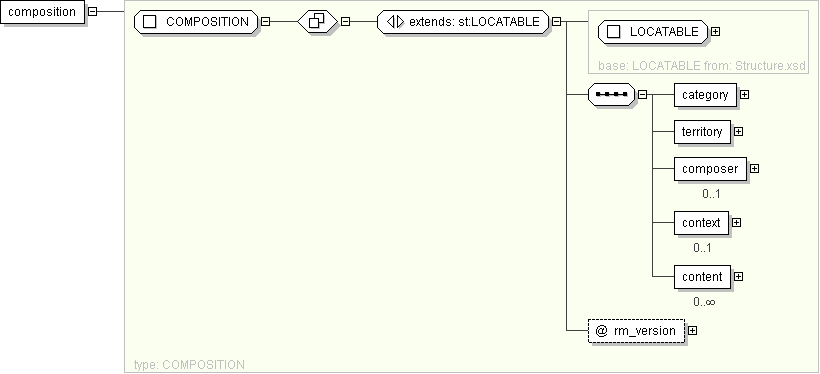 composition
COMPOSITION
extends: st:LOCATABLE
LOCATABLE
base: LOCATABLE from: Structure.xsd
category
territory
composer
0..1
context
0..1
content
0..∞
@ rm_version
type: COMPOSITION